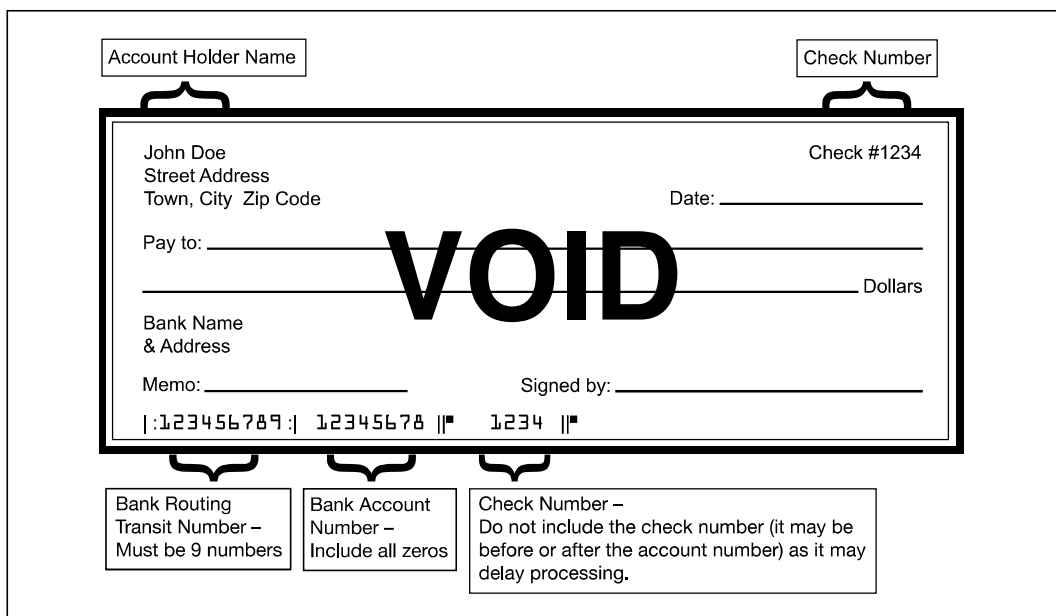 Account Holder Name
Check Number
John Doe
Check #1234
Street Address
Town, City  Zip Code
Date:
Pay to:
VOID
Dollars
Bank Name
& Address
Memo:
Signed by:
|:123456789:| 12345678 ||▪ 1234 ||▪
Bank Routing
Transit Number –
Must be 9 numbers
Bank Account
Number –
Include all zeros
Check Number –
Do not include the check number (it may be
before or after the account number) as it may
delay processing.